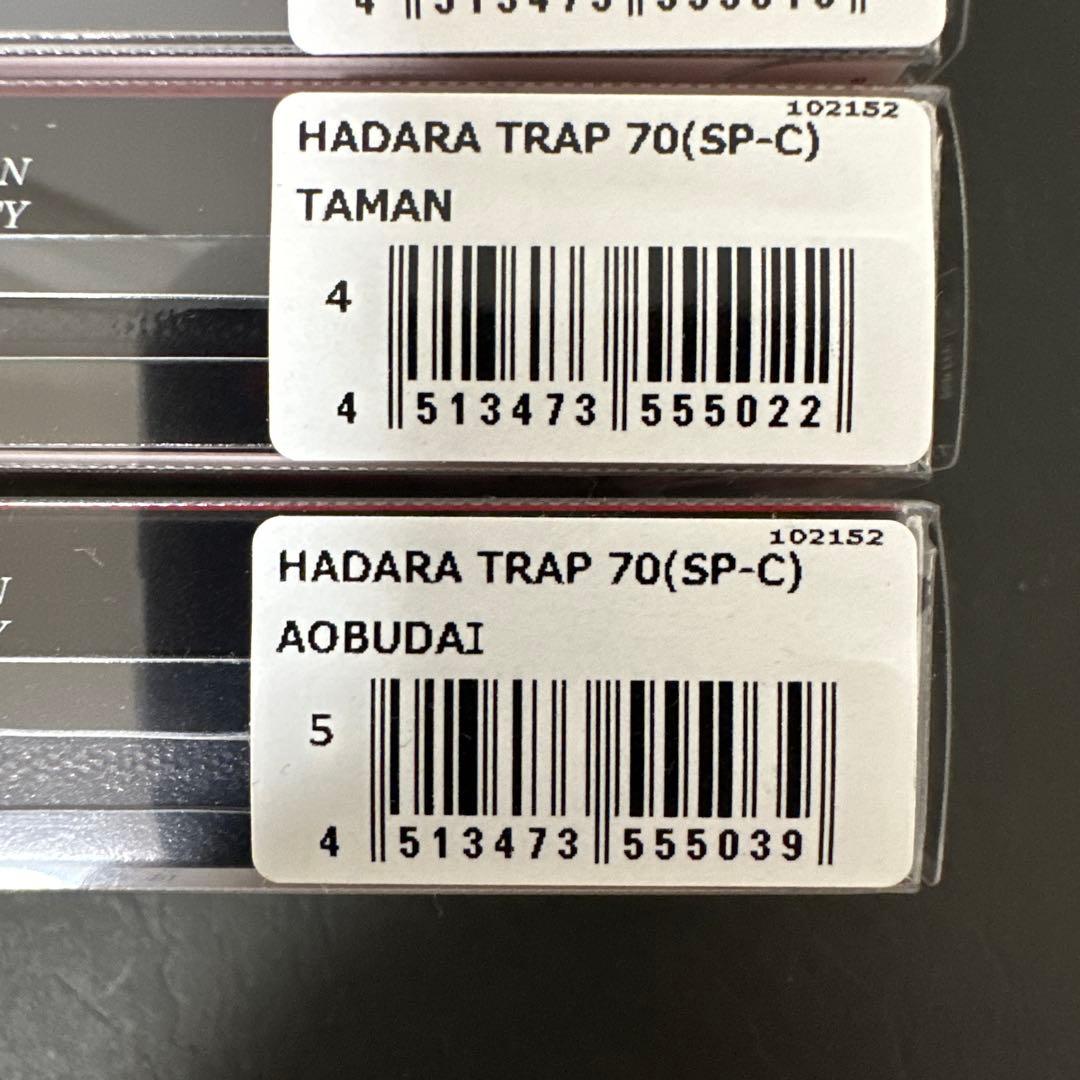 102152
HADARA TRAP 70(SP-C)
TAMAN
4
4 513473 555022
102152
HADARA TRAP 70(SP-C)
AOBUDAI
5
4 513473 555039